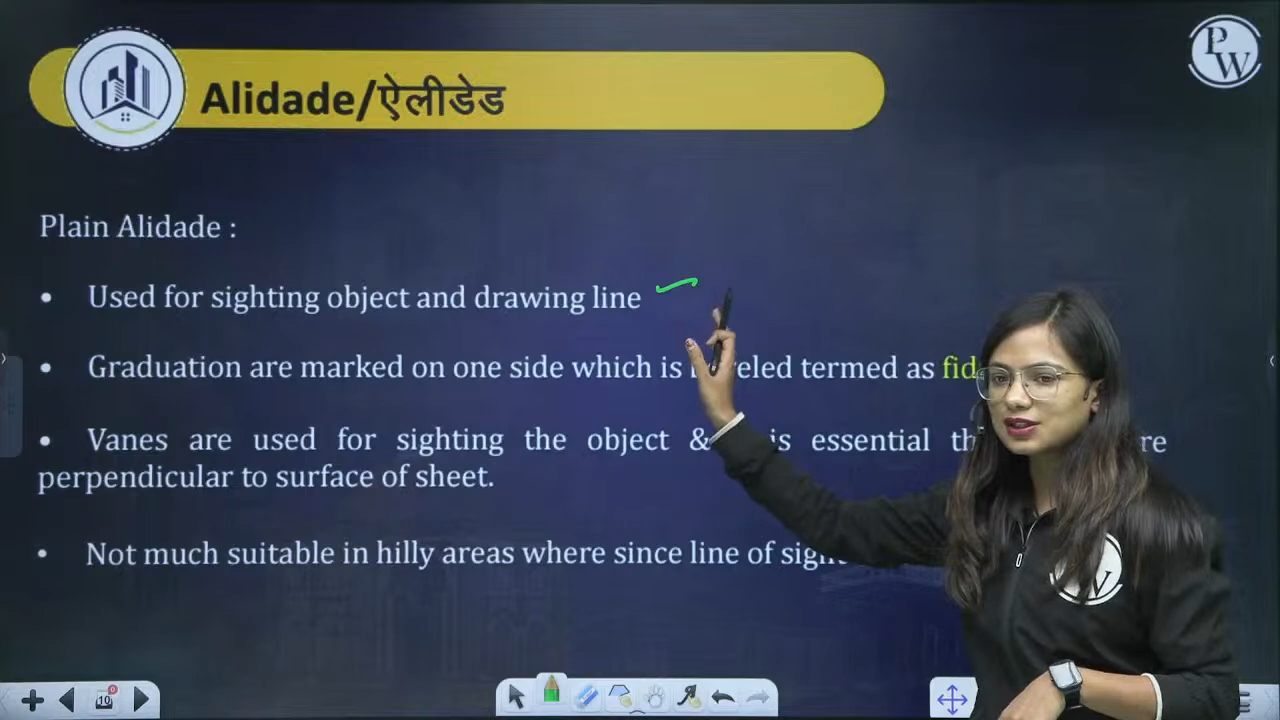 PW
Alidade/ऐलीडेड
Plain Alidade :
• Used for sighting object and drawing line
• Graduation are marked on one side which is termed as
• Vanes are used for sighting the object & is essential
perpendicular to surface of sheet.
• Not much suitable in hilly areas where since line of
10